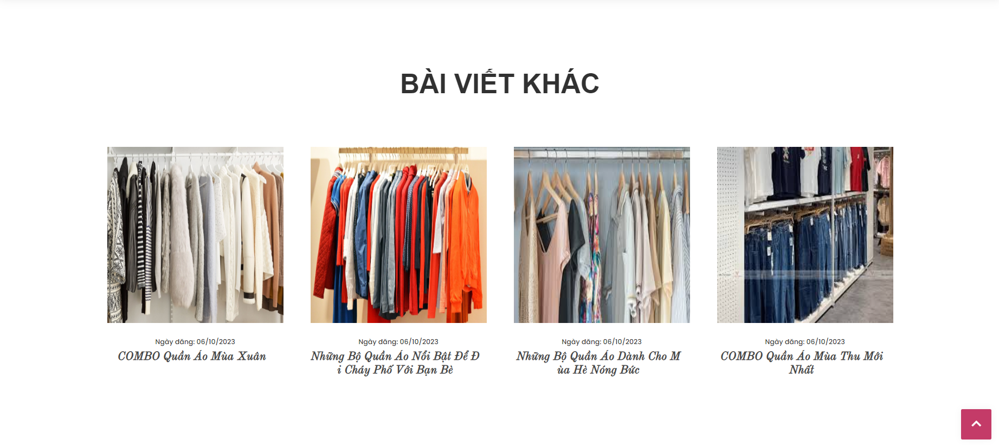 BÀI VIẾT KHÁC
Ngày đăng: 06/10/2023
COMBO Quần Áo Mùa Xuân
Ngày đăng: 06/10/2023
Những Bộ Quần Áo Nổi Bật Để Đ
i Cháy Phố Với Bạn Bè
Ngày đăng: 06/10/2023
Những Bộ Quần Áo Dành Cho M
ùa Hè Nóng Bức
Ngày đăng: 06/10/2023
COMBO Quần Áo Mùa Thu Mới
Nhất